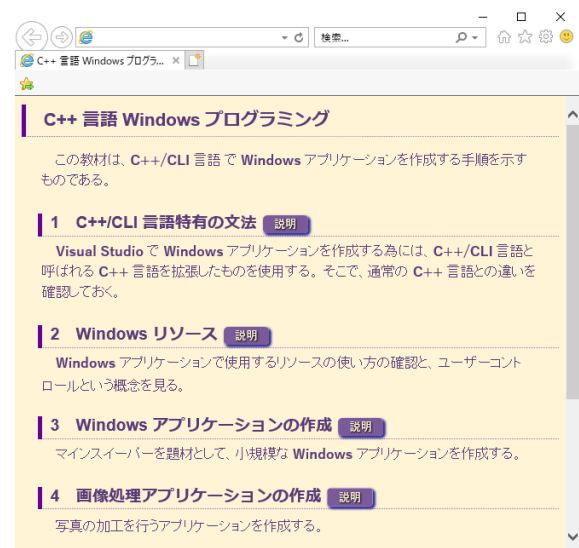 検索...
C++ 言語 Windows プログラ...
C++ 言語 Windows プログラミング
この教材は、C++/CLI 言語 で Windows アプリケーションを作成する手順を示す
ものである。
1 C++/CLI 言語特有の文法 説明
Visual Studio で Windows アプリケーションを作成する為には、C++/CLI 言語と
呼ばれる C++ 言語を拡張したものを使用する。そこで、通常の C++ 言語との違いを
確認しておく。
2 Windows リソース 説明
Windows アプリケーションで使用するリソースの使い方の確認と、ユーザーコント
ロールという概念を見る。
3 Windows アプリケーションの作成 説明
マインスイーパーを題材として、小規模な Windows アプリケーションを作成する。
4 画像処理アプリケーションの作成 説明
写真の加工を行うアプリケーションを作成する。